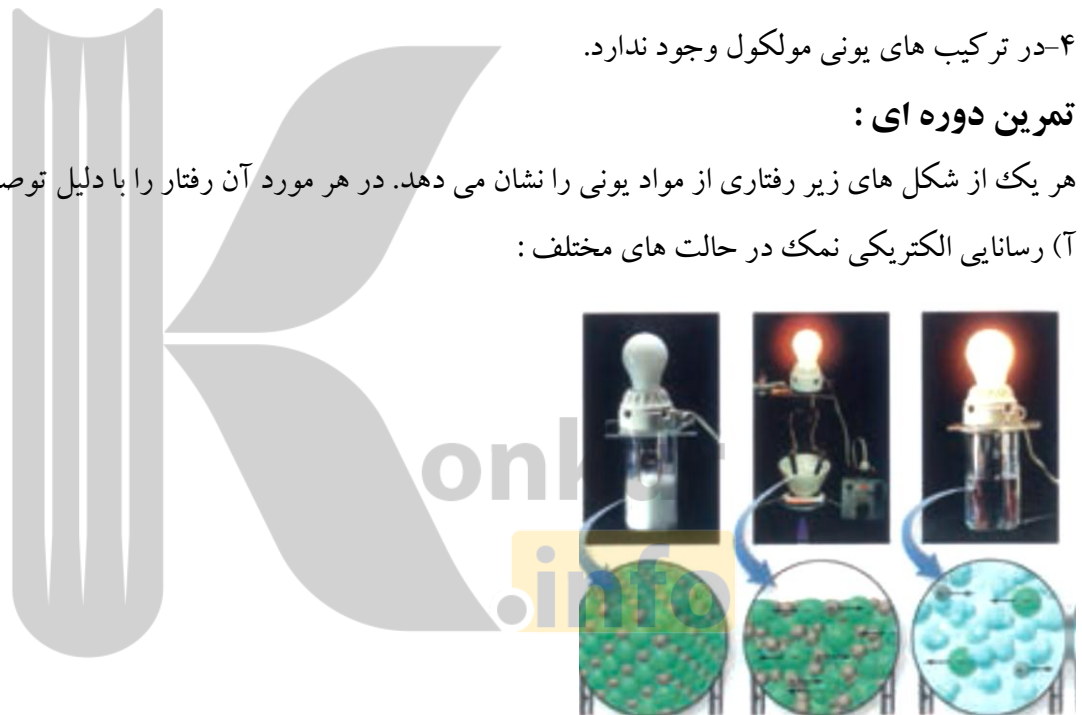 ۴–در ترکیب های یونی مولکول وجود ندارد.
تمرین دوره ای :
هر یک از شکل های زیر رفتاری از مواد یونی را نشان می دهد. در هر مورد آن رفتار را با دلیل توص
آ) رسانایی الکتریکی نمک در حالت های مختلف :
onkur
.info